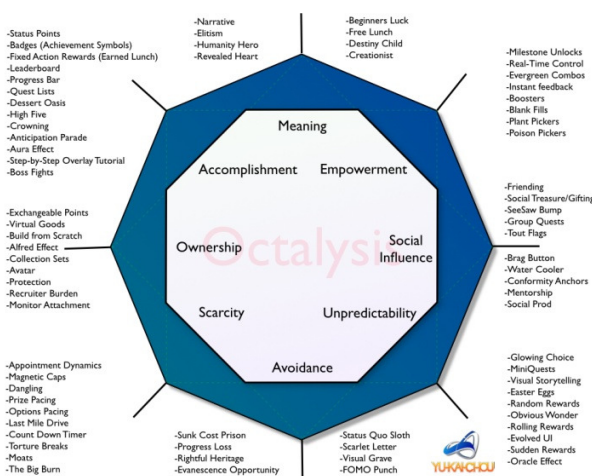 -Narrative
-Elitism
-Humanity Hero
-Revealed Heart
-Beginners Luck
-Free Lunch
-Destiny Child
-Creationist
-Status Points
-Badges (Achievement Symbols)
-Fixed Action Rewards (Earned Lunch)
-Leaderboard
-Progress Bar
-Quest Lists
-Dessert Oasis
-High Five
-Crowning
-Anticipation Parade
-Aura Effect
-Step-by-Step Overlay Tutorial
-Boss Fights
-Milestone Unlocks
-Real-Time Control
-Evergreen Combos
-Instant feedback
-Boosters
-Blank Fills
-Plant Pickers
-Poison Pickers
Meaning
Accomplishment
Empowerment
Ownership
Octalysis
Social
Influence
Scarcity
Unpredictability
Avoidance
-Exchangeable Points
-Virtual Goods
-Build from Scratch
-Alfred Effect
-Collection Sets
-Avatar
-Protection
-Recruiter Burden
-Monitor Attachment
-Friending
-Social Treasure/Gifting
-SeeSaw Bump
-Group Quests
-Tout Flags
-Brag Button
-Water Cooler
-Conformity Anchors
-Mentorship
-Social Prod
-Appointment Dynamics
-Magnetic Caps
-Dangling
-Prize Pacing
-Options Pacing
-Last Mile Drive
-Count Down Timer
-Torture Breaks
-Moats
-The Big Burn
-Sunk Cost Prison
-Progress Loss
-Rightful Heritage
-Evanescence Opportunity
-Status Quo Sloth
-Scarlet Letter
-Visual Grave
-FOMO Punch
-Glowing Choice
-MiniQuests
-Visual Storytelling
-Easter Eggs
-Random Rewards
-Obvious Wonder
-Rolling Rewards
-Evolved UI
-Sudden Rewards
-Oracle Effect
YUKAICHOU